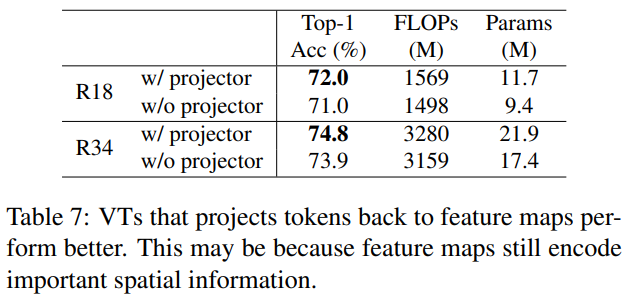 Top-1 FLOPs Params
Acc (%) (M) (M)
R18 w/ projector 72.0 1569 11.7
w/o projector 71.0 1498 9.4
R34 w/ projector 74.8 3280 21.9
w/o projector 73.9 3159 17.4
Table 7: VTs that projects tokens back to feature maps per-
form better. This may be because feature maps still encode
important spatial information.